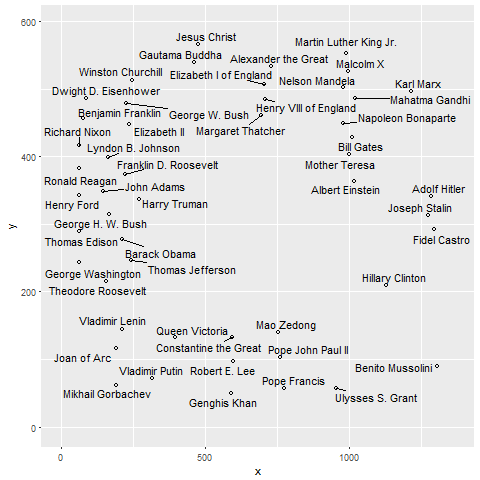 600
Jesus Christ
Martin Luther King Jr.
Gautama Buddha
Alexander the Great
Malcolm X
Winston Churchill
Elizabeth I of England
Nelson Mandela
Karl Marx
Dwight D. Eisenhower
Mahatma Gandhi
Benjamin Franklin
George W. Bush
Henry VIII of England
Napoleon Bonaparte
Richard Nixon
Elizabeth II
Margaret Thatcher
Lyndon B. Johnson
Bill Gates
400
Franklin D. Roosevelt
Mother Teresa
Ronald Reagan
John Adams
Albert Einstein
Adolf Hitler
Henry Ford
Harry Truman
Joseph Stalin
George H. W. Bush
y
Thomas Edison
Fidel Castro
Barack Obama
George Washington
Thomas Jefferson
Hillary Clinton
Theodore Roosevelt
200
Vladimir Lenin
Queen Victoria
Mao Zedong
Constantine the Great
Pope John Paul II
Joan of Arc
Vladimir Putin
Robert E. Lee
Benito Mussolini
Pope Francis
Mikhail Gorbachev
Genghis Khan
Ulysses S. Grant
0
0
500
1000
x